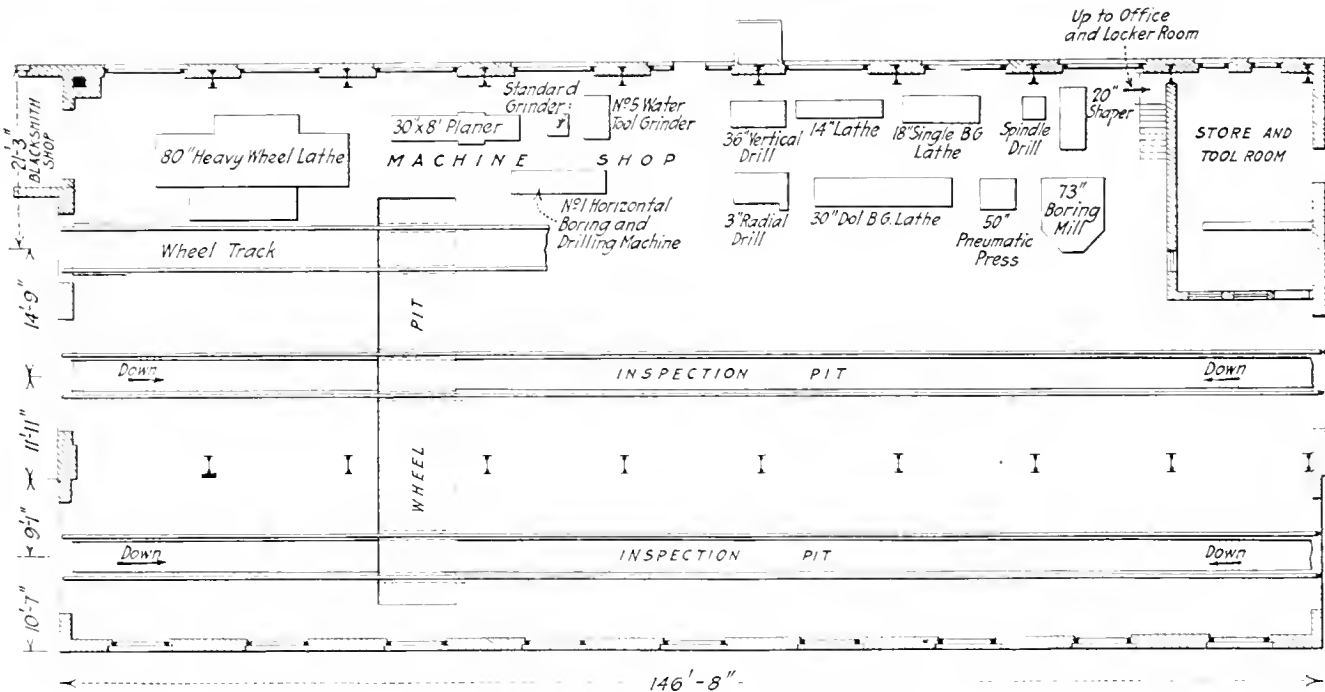 Up to Office
and Locker Room
21'-3"
BLACKSMITH
SHOP
80" Heavy Wheel Lathe
30"x8' Planer
Standard
Grinder
Nº5 Water
Tool Grinder
MACHINE SHOP
Nº1 Horizontal
Boring and
Drilling Machine
36" Vertical
Drill
14" Lathe
18" Single B G
Lathe
Spindle
Drill
20"
Shaper
STORE AND
TOOL ROOM
3" Radial
Drill
30" Dol B.G. Lathe
50"
Pneumatic
Press
73"
Boring
Mill
Wheel Track
14'-9"
PIT
Down
INSPECTION PIT
Down
11'-11"
WHEEL
9'-1"
Down
INSPECTION PIT
Down
10'-7"
146'-8"